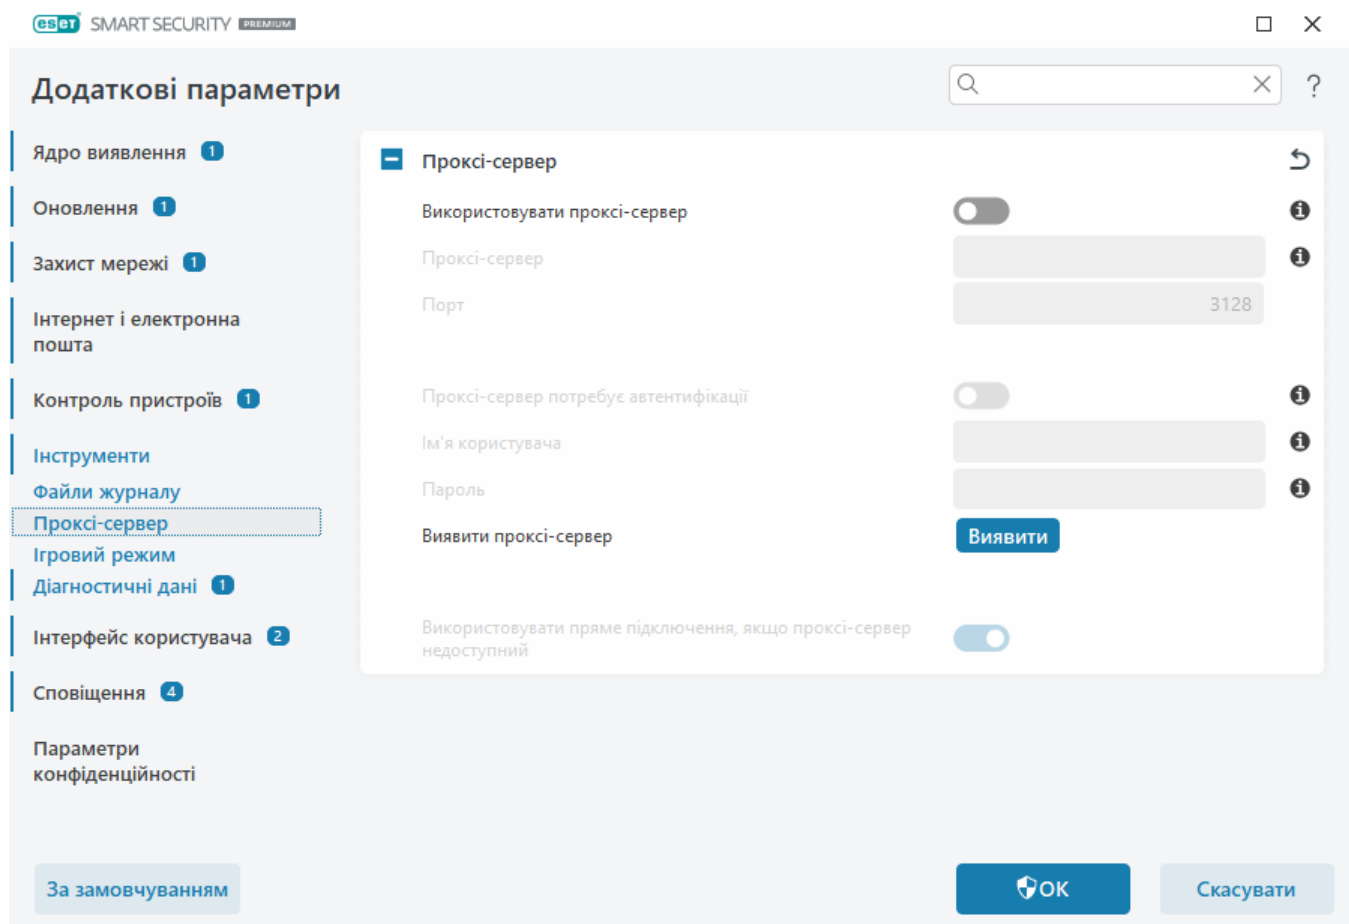 eseт SMART SECURITY PREMIUM
Додаткові параметри
?
Ядро виявлення 1
Оновлення 1
Захист мережі 1
Інтернет і електронна
пошта
Контроль пристроїв 1
Інструменти
Файли журналу
Проксі-сервер
Ігровий режим
Діагностичні дані 1
Інтерфейс користувача 2
Сповіщення 4
Параметри
конфіденційності
Проксі-сервер
Використовувати проксі-сервер
Проксі-сервер
Порт 3128
Проксі-сервер потребує автентифікації
Ім'я користувача
Пароль
Виявити проксі-сервер Виявити
Використовувати пряме підключення, якщо проксі-сервер
недоступний
За замовчуванням
ОК
Скасувати